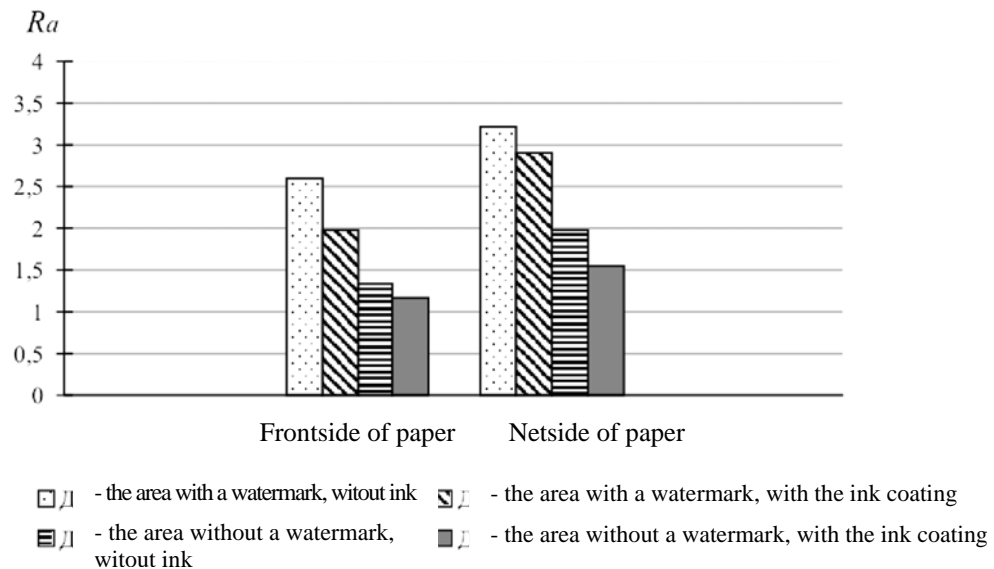 Ra
4
3,5
3
2,5
2
1,5
1
0,5
0
Frontside of paper Netside of paper
Д - the area with a watermark, witout ink Д - the area with a watermark, with the ink coating
Д - the area without a watermark, Д - the area without a watermark, with the ink coating
witout ink